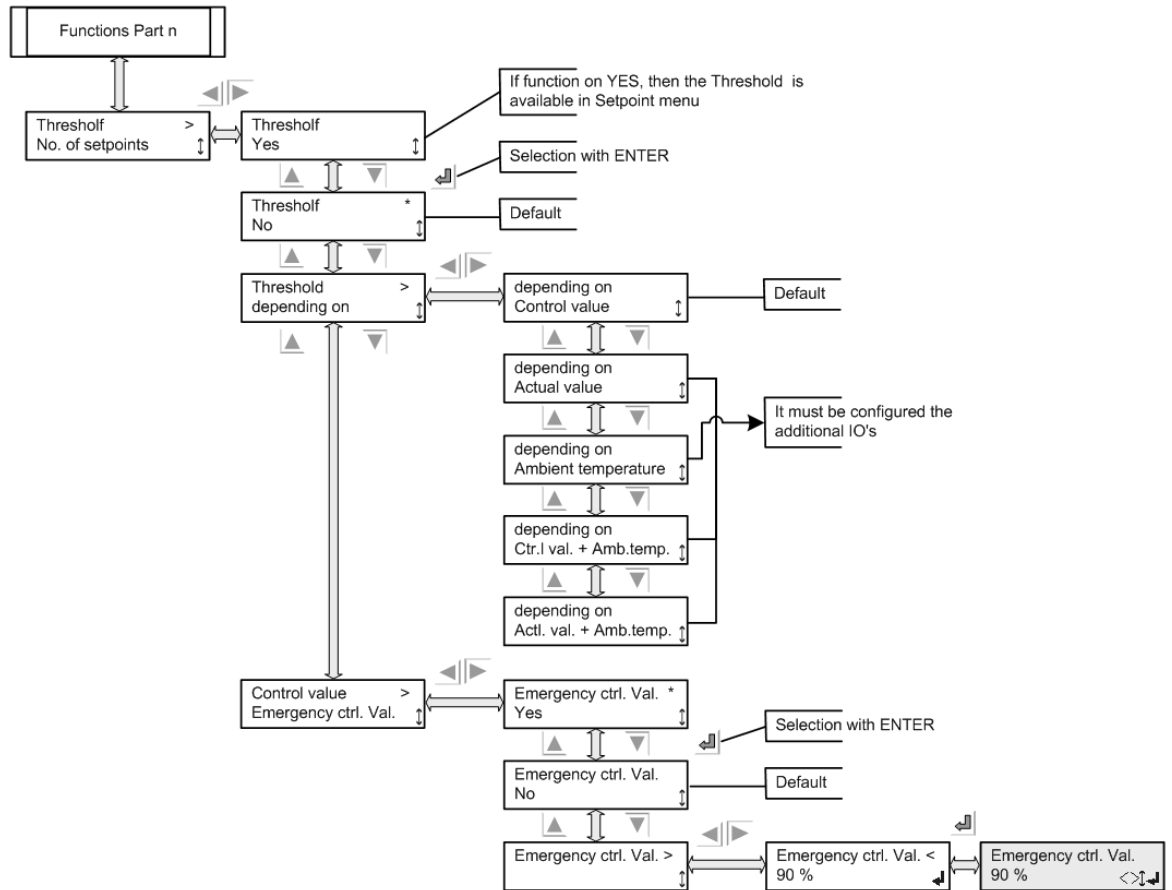 Functions Part n
If function on YES, then the Threshold is
available in Setpoint menu
Thresholf >
No. of setpoints
Thresholf
Yes
Selection with ENTER
Thresholf *
No
Default
Threshold >
depending on
depending on
Control value
Default
depending on
Actual value
It must be configured the
additional IO's
depending on
Ambient temperature
depending on
Ctr.l val. + Amb.temp.
depending on
Actl. val. + Amb.temp.
Control value >
Emergency ctrl. Val.
Emergency ctrl. Val. *
Yes
Selection with ENTER
Emergency ctrl. Val.
No
Default
Emergency ctrl. Val. >
Emergency ctrl. Val. <
90 %
Emergency ctrl. Val.
90 %